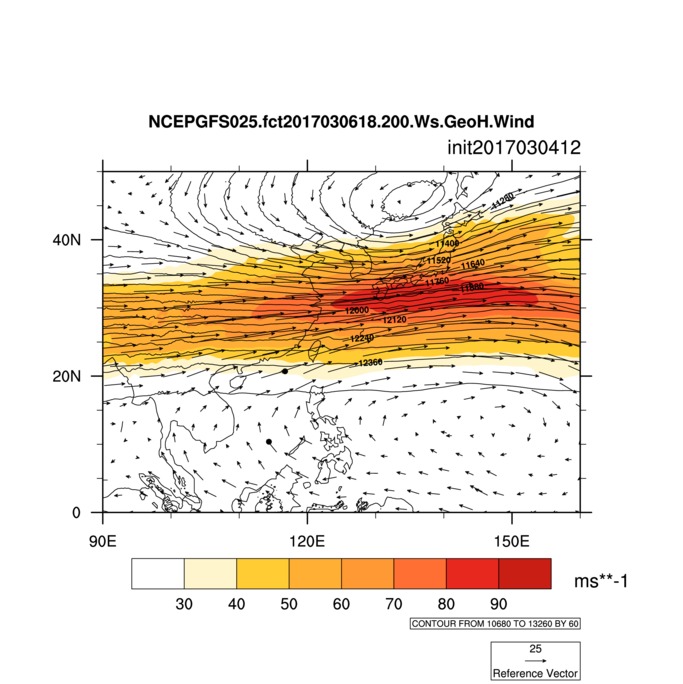 NCEPGFS025.fct2017030618.200.Ws.GeoH.Wind
init2017030412
11280
40N
11400
11520
11640
11760
11880
12000
12120
12240
12360
20N
0
90E 120E 150E
ms**-1
30 40 50 60 70 80 90
CONTOUR FROM 10680 TO 13260 BY 60
25
Reference Vector